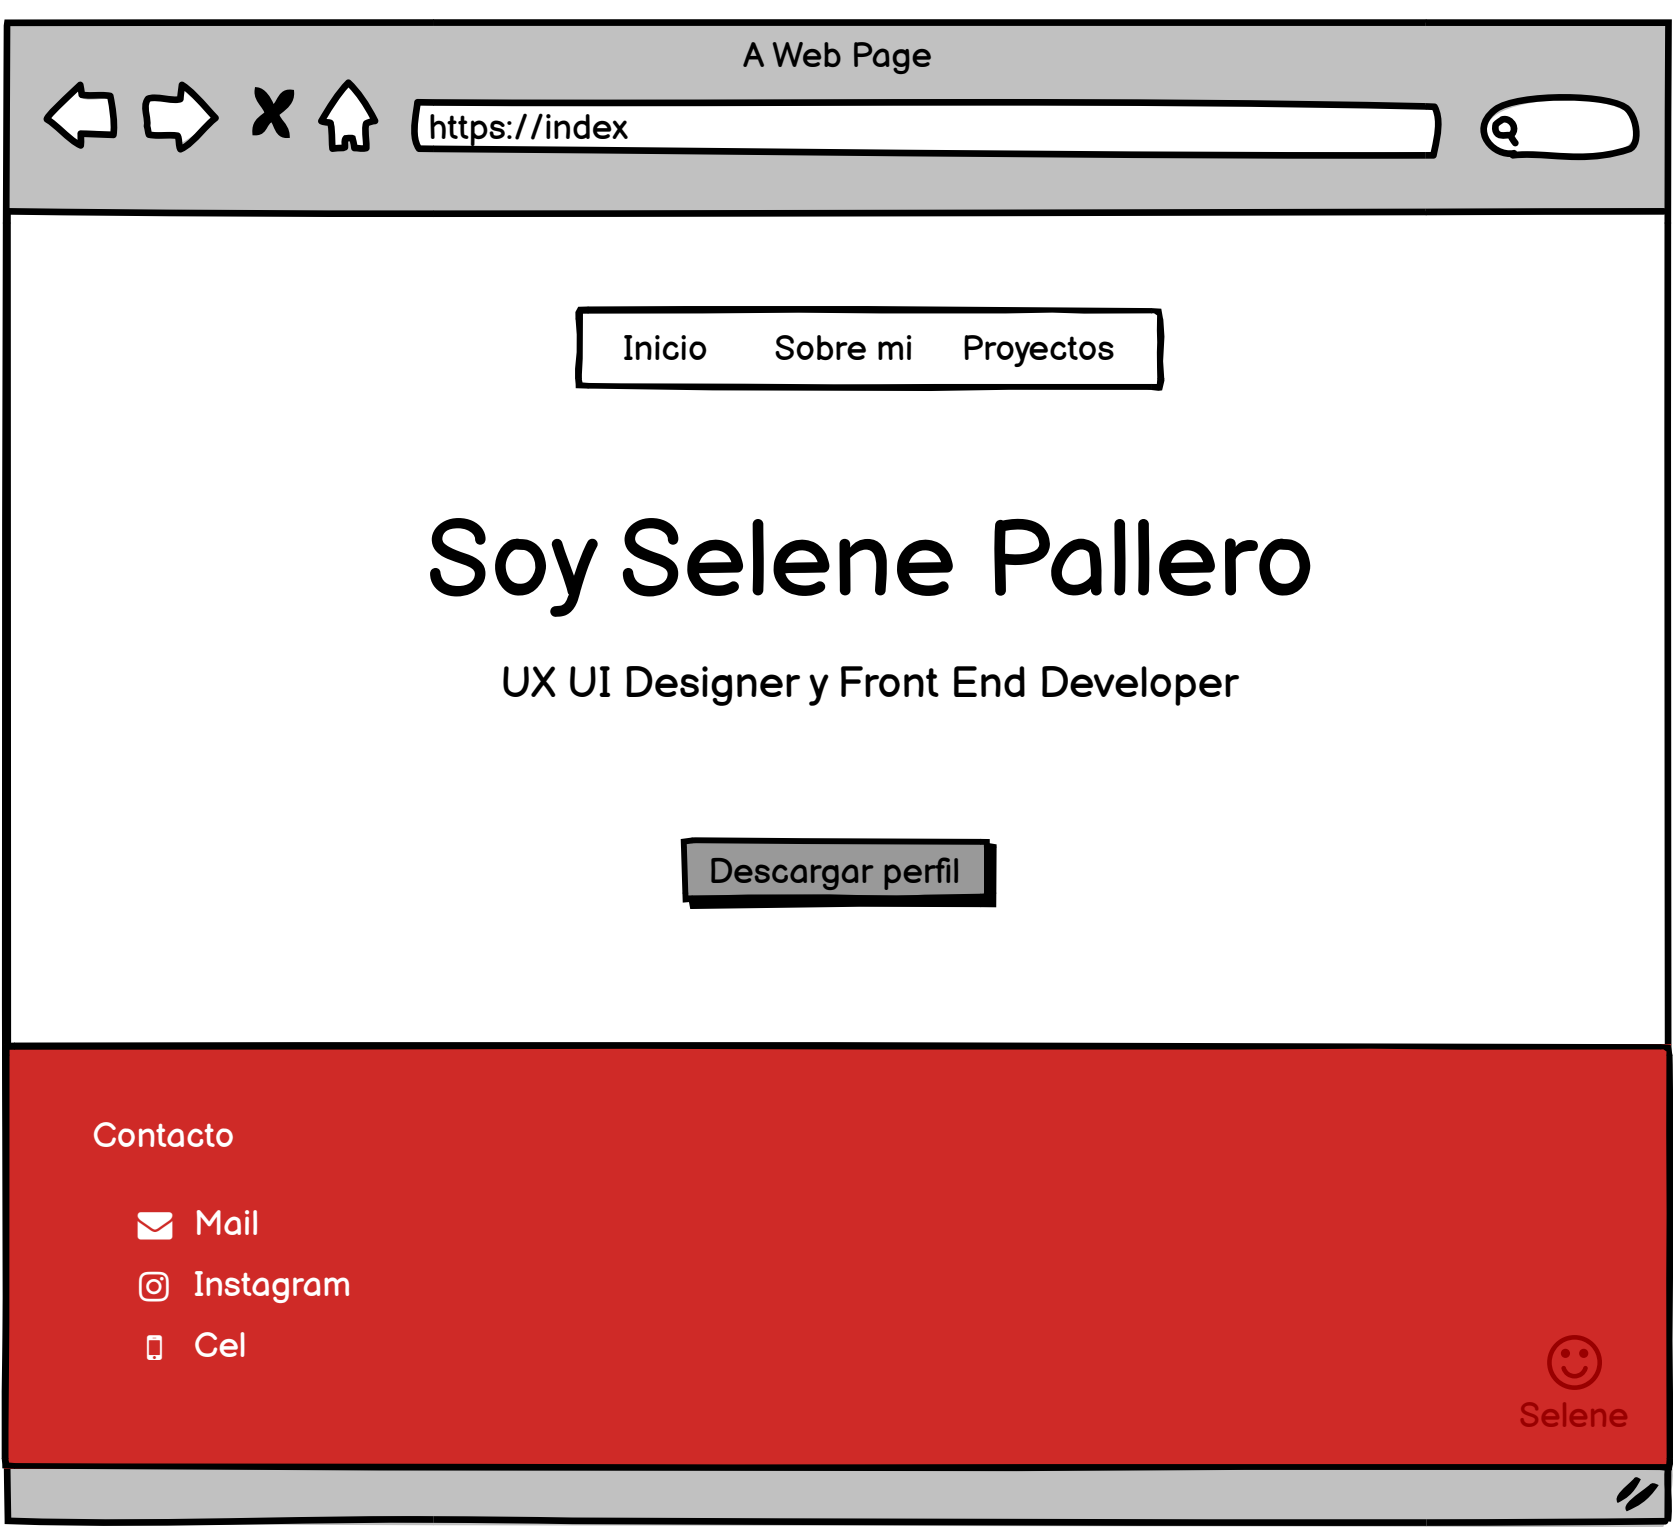 A Web Page
https://index
Inicio Sobre mi Proyectos
Soy Selene Pallero
UX UI Designer y Front End Developer
Descargar perfil
Contacto
Mail
Instagram
Cel
Selene